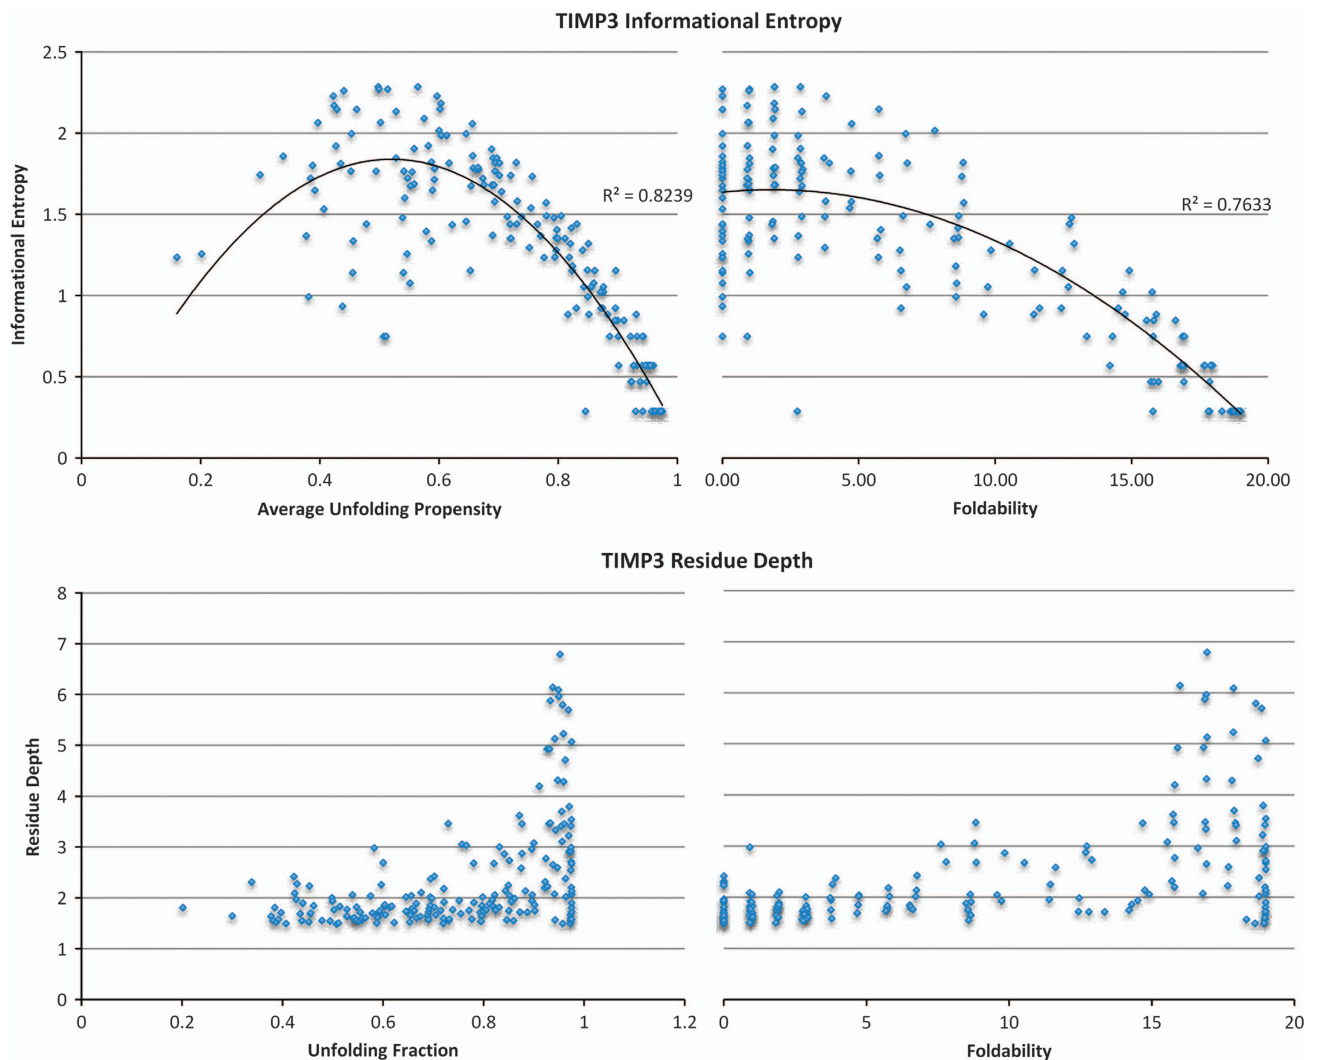 TIMP3 Informational Entropy
Informational Entropy
2.5
2
1.5
1
0.5
0
R² = 0.8239
0 0.2 0.4 0.6 0.8 1
Average Unfolding Propensity
R² = 0.7633
0.00 5.00 10.00 15.00 20.00
Foldability
TIMP3 Residue Depth
Residue Depth
8
7
6
5
4
3
2
1
0
0 0.2 0.4 0.6 0.8 1 1.2
Unfolding Fraction
0 5 10 15 20
Foldability